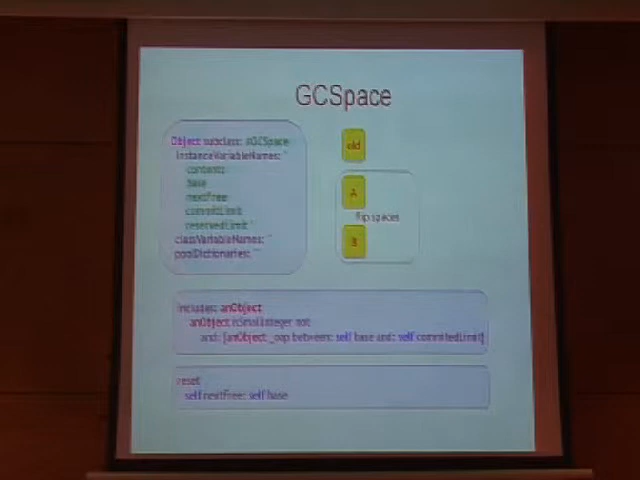 GCSpace
Object subclass: #GCSpace
instanceVariableNames: '
contents
base
nextFree
commitLimit
reservedLimit '
classVariableNames: ''
poolDictionaries: ''
old
A
flip spaces
B
includes: anObject
anObject isSmallInteger not
and: [anObject _oop between: self base and: self commitedLimit]
reset
self nextFree: self base